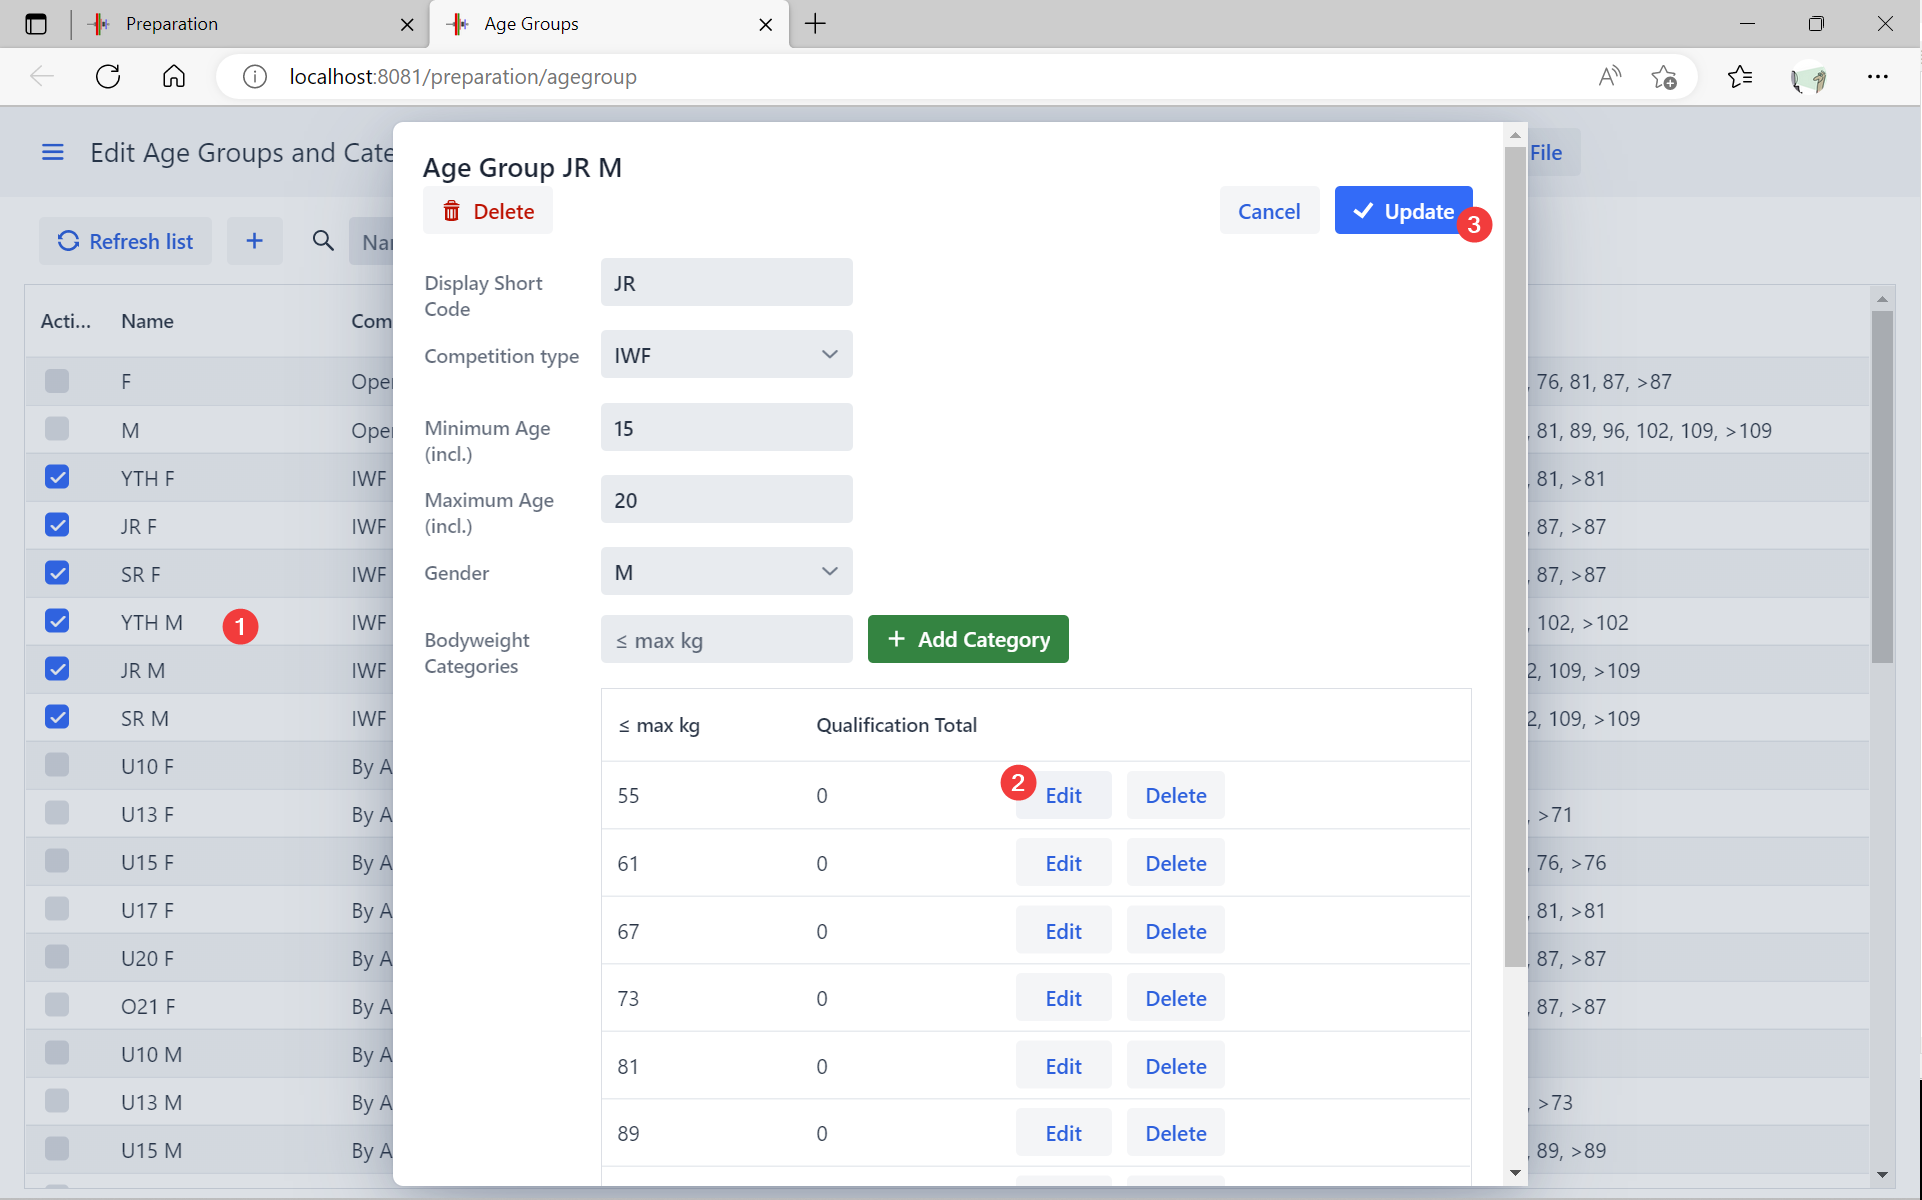 Preparation
Age Groups
localhost:8081/preparation/agegroup
Edit Age Groups and Cate
File
Refresh list
+
Nar
Acti...
Name
Com
F
Oper
, 76, 81, 87, >87
M
Oper
, 81, 89, 96, 102, 109, >109
YTH F
IWF
, 81, >81
JR F
IWF
, 87, >87
SR F
IWF
, 87, >87
YTH M
1
IWF
, 102, >102
JR M
IWF
2, 109, >109
SR M
IWF
2, 109, >109
U10 F
By A
U13 F
By A
, >71
U15 F
By A
, 76, >76
U17 F
By A
, 81, >81
U20 F
By A
, 87, >87
O21 F
By A
, 87, >87
U10 M
By A
U13 M
By A
, >73
U15 M
By A
, 89, >89
Age Group JR M
Delete
Cancel
Update
3
Display Short
Code
JR
Competition type
IWF
Minimum Age
(incl.)
15
Maximum Age
(incl.)
20
Gender
M
Bodyweight
Categories
≤ max kg
+ Add Category
≤ max kg
Qualification Total
55
0
2
Edit
Delete
61
0
Edit
Delete
67
0
Edit
Delete
73
0
Edit
Delete
81
0
Edit
Delete
89
0
Edit
Delete